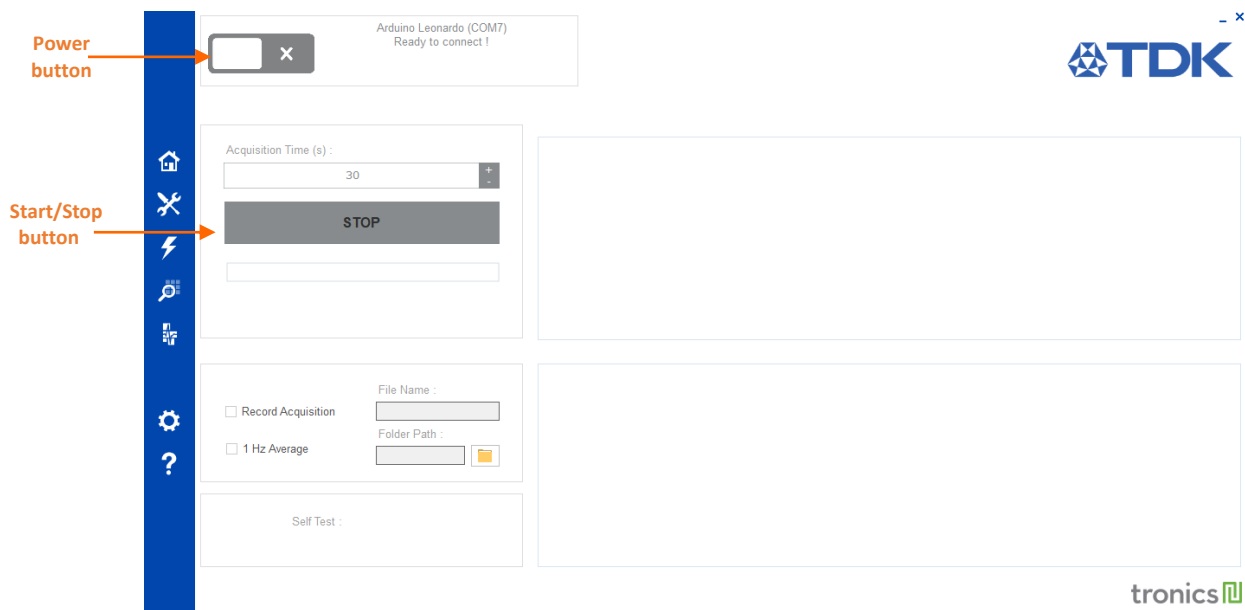 Arduino Leonardo (COM7)
Ready to connect !
Power
button
TDK
Acquisition Time (s) :
30
+
-
Start/Stop
button
STOP
File Name :
Record Acquisition
Folder Path :
1 Hz Average
?
Self Test :
tronics